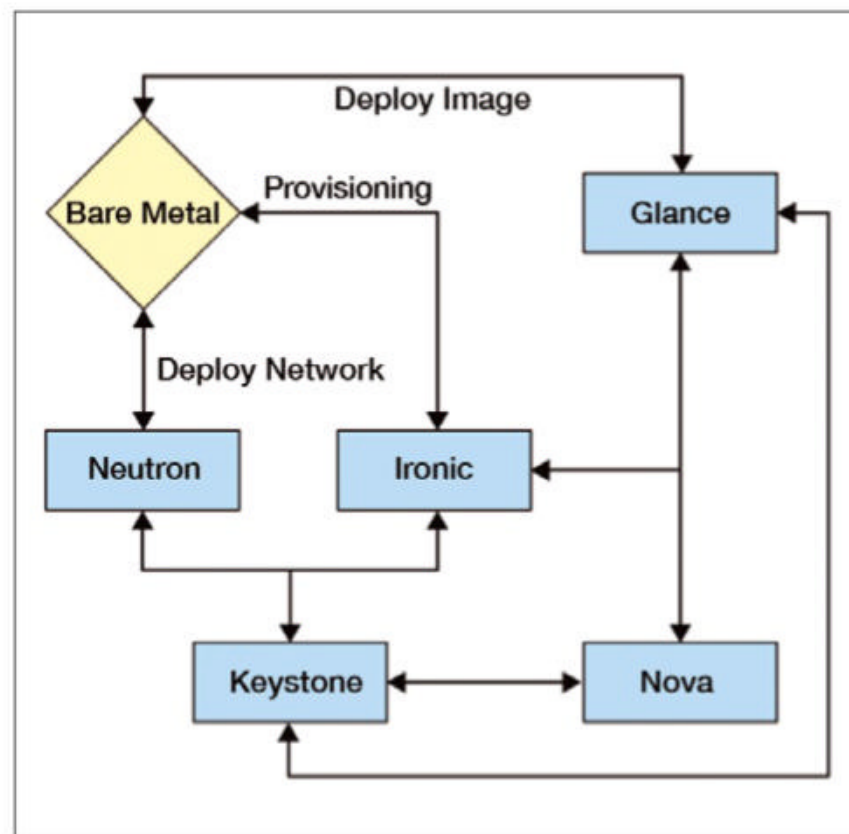 Deploy Image
Provisioning
Bare Metal
Glance
Deploy Network
Neutron
Ironic
Keystone
Nova